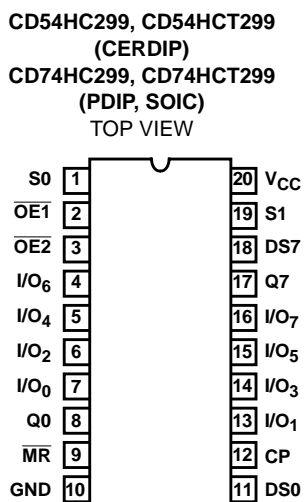 CD54HC299, CD54HCT299
(CERDIP)
CD74HC299, CD74HCT299
(PDIP, SOIC)
TOP VIEW
S0 1 20 VCC
OE1 2 19 S1
OE2 3 18 DS7
I/O6 4 17 Q7
I/O4 5 16 I/O7
I/O2 6 15 I/O5
I/O0 7 14 I/O3
Q0 8 13 I/O1
MR 9 12 CP
GND 10 11 DS0